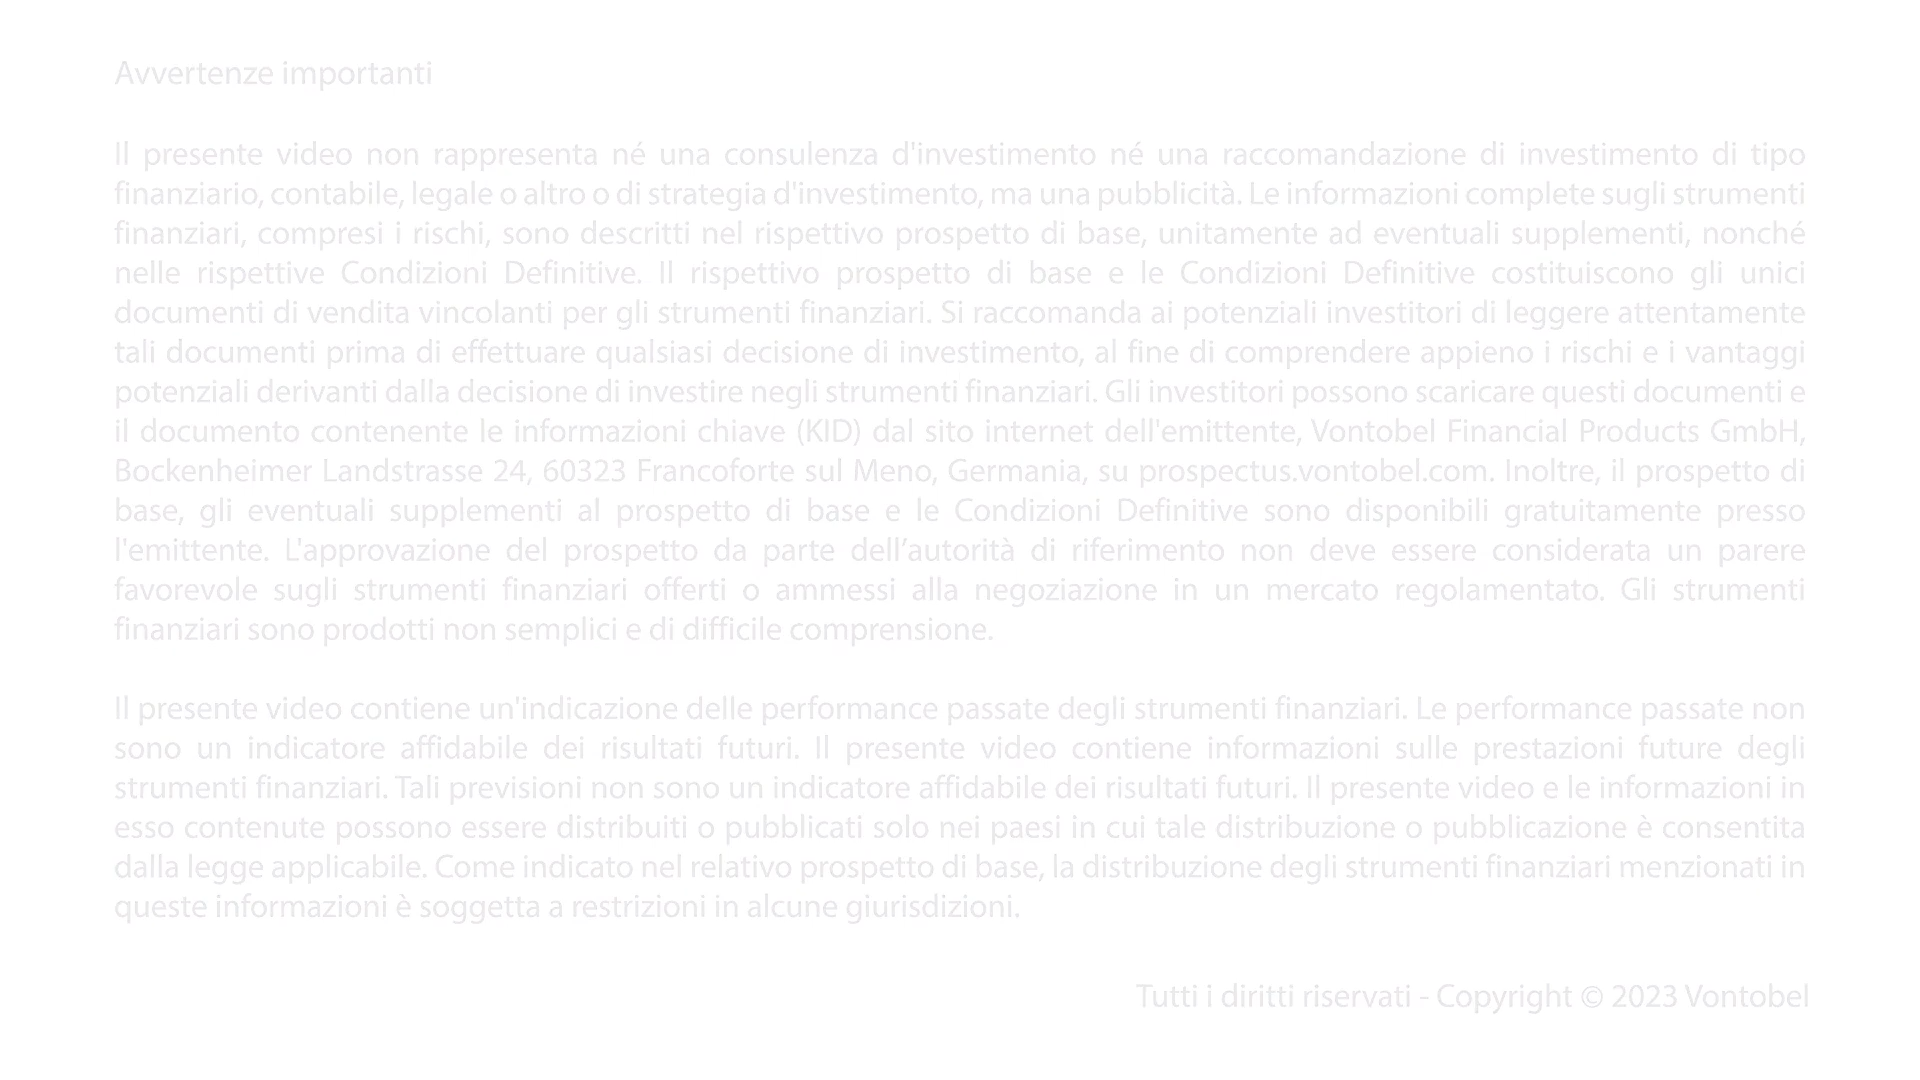 Avvertenze importanti
Il presente video non rappresenta né una consulenza d'investimento né una raccomandazione di investimento di tipo
finanziario, contabile, legale o altro o di strategia d'investimento, ma una pubblicità. Le informazioni complete sugli strumenti
finanziari, compresi i rischi, sono descritti nel rispettivo prospetto di base, unitamente ad eventuali supplementi, nonché
nelle rispettive Condizioni Definitive. Il rispettivo prospetto di base e le Condizioni Definitive costituiscono gli unici
documenti di vendita vincolanti per gli strumenti finanziari. Si raccomanda ai potenziali investitori di leggere attentamente
tali documenti prima di effettuare qualsiasi decisione di investimento, al fine di comprendere appieno i rischi e i vantaggi
potenziali derivanti dalla decisione di investire negli strumenti finanziari. Gli investitori possono scaricare questi documenti e
il documento contenente le informazioni chiave (KID) dal sito internet dell'emittente, Vontobel Financial Products GmbH,
Bockenheimer Landstrasse 24, 60323 Francoforte sul Meno, Germania, su prospectus.vontobel.com. Inoltre, il prospetto di
base, gli eventuali supplementi al prospetto di base e le Condizioni Definitive sono disponibili gratuitamente presso
l'emittente. L'approvazione del prospetto da parte dell’autorità di riferimento non deve essere considerata un parere
favorevole sugli strumenti finanziari offerti o ammessi alla negoziazione in un mercato regolamentato. Gli strumenti
finanziari sono prodotti non semplici e di difficile comprensione.
Il presente video contiene un'indicazione delle performance passate degli strumenti finanziari. Le performance passate non
sono un indicatore affidabile dei risultati futuri. Il presente video contiene informazioni sulle prestazioni future degli
strumenti finanziari. Tali previsioni non sono un indicatore affidabile dei risultati futuri. Il presente video e le informazioni in
esso contenute possono essere distribuiti o pubblicati solo nei paesi in cui tale distribuzione o pubblicazione è consentita
dalla legge applicabile. Come indicato nel relativo prospetto di base, la distribuzione degli strumenti finanziari menzionati in
queste informazioni è soggetta a restrizioni in alcune giurisdizioni.
Tutti i diritti riservati - Copyright © 2023 Vontobel